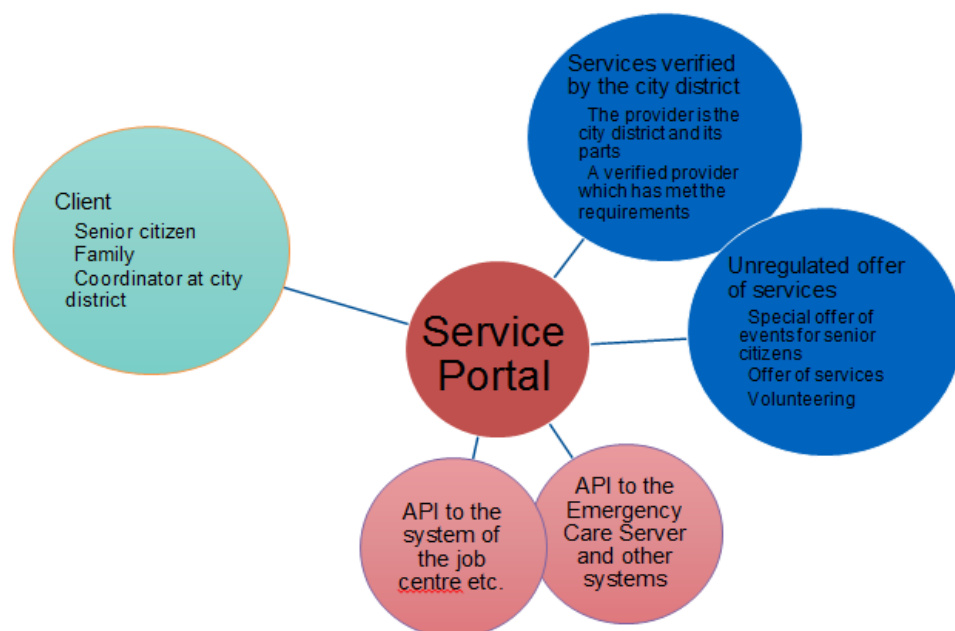 Services verified
by the city district
The provider is the
city district and its
parts
A verified provider
which has met the
requirements
Client
Senior citizen
Family
Coordinator at city
district
Unregulated offer
of services
Special offer of
events for senior
citizens
Offer of services
Volunteering
Service
Portal
API to the
system of
the job
centre etc.
API to the
Emergency
Care Server
and other
systems